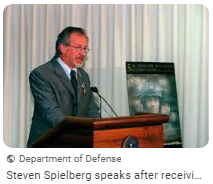 Department of Defense
Steven Spielberg speaks after receivi...